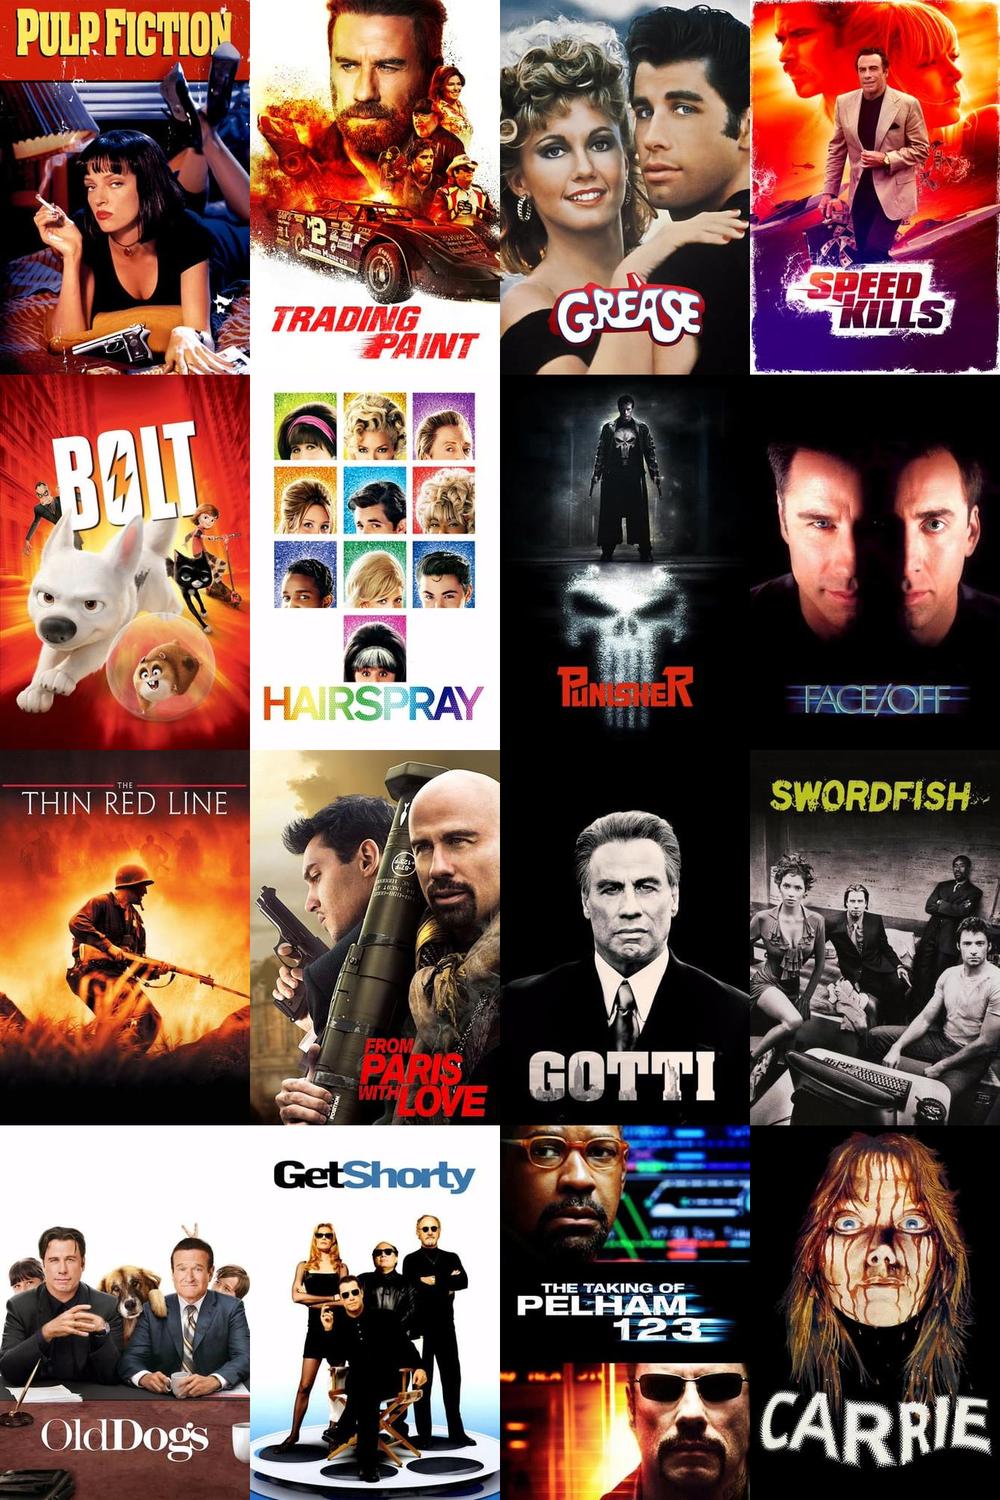 PULP FICTION
TRADING
PAINT
GREASE
SPEED
KILLS
BOLT
HAIRSPRAY
PUNISHER
FACE/OFF
THE
THIN RED LINE
FROM
PARIS
WITH LOVE
GOTTI
SWORDFISH
OldDogs
GetShorty
THE TAKING OF
PELHAM
123
CARRIE